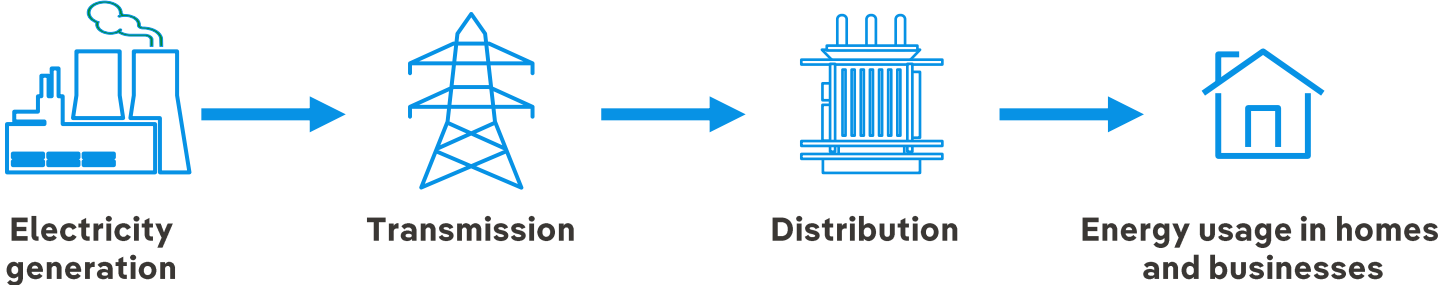 Electricity
generation
Transmission
Distribution
Energy usage in homes
and businesses